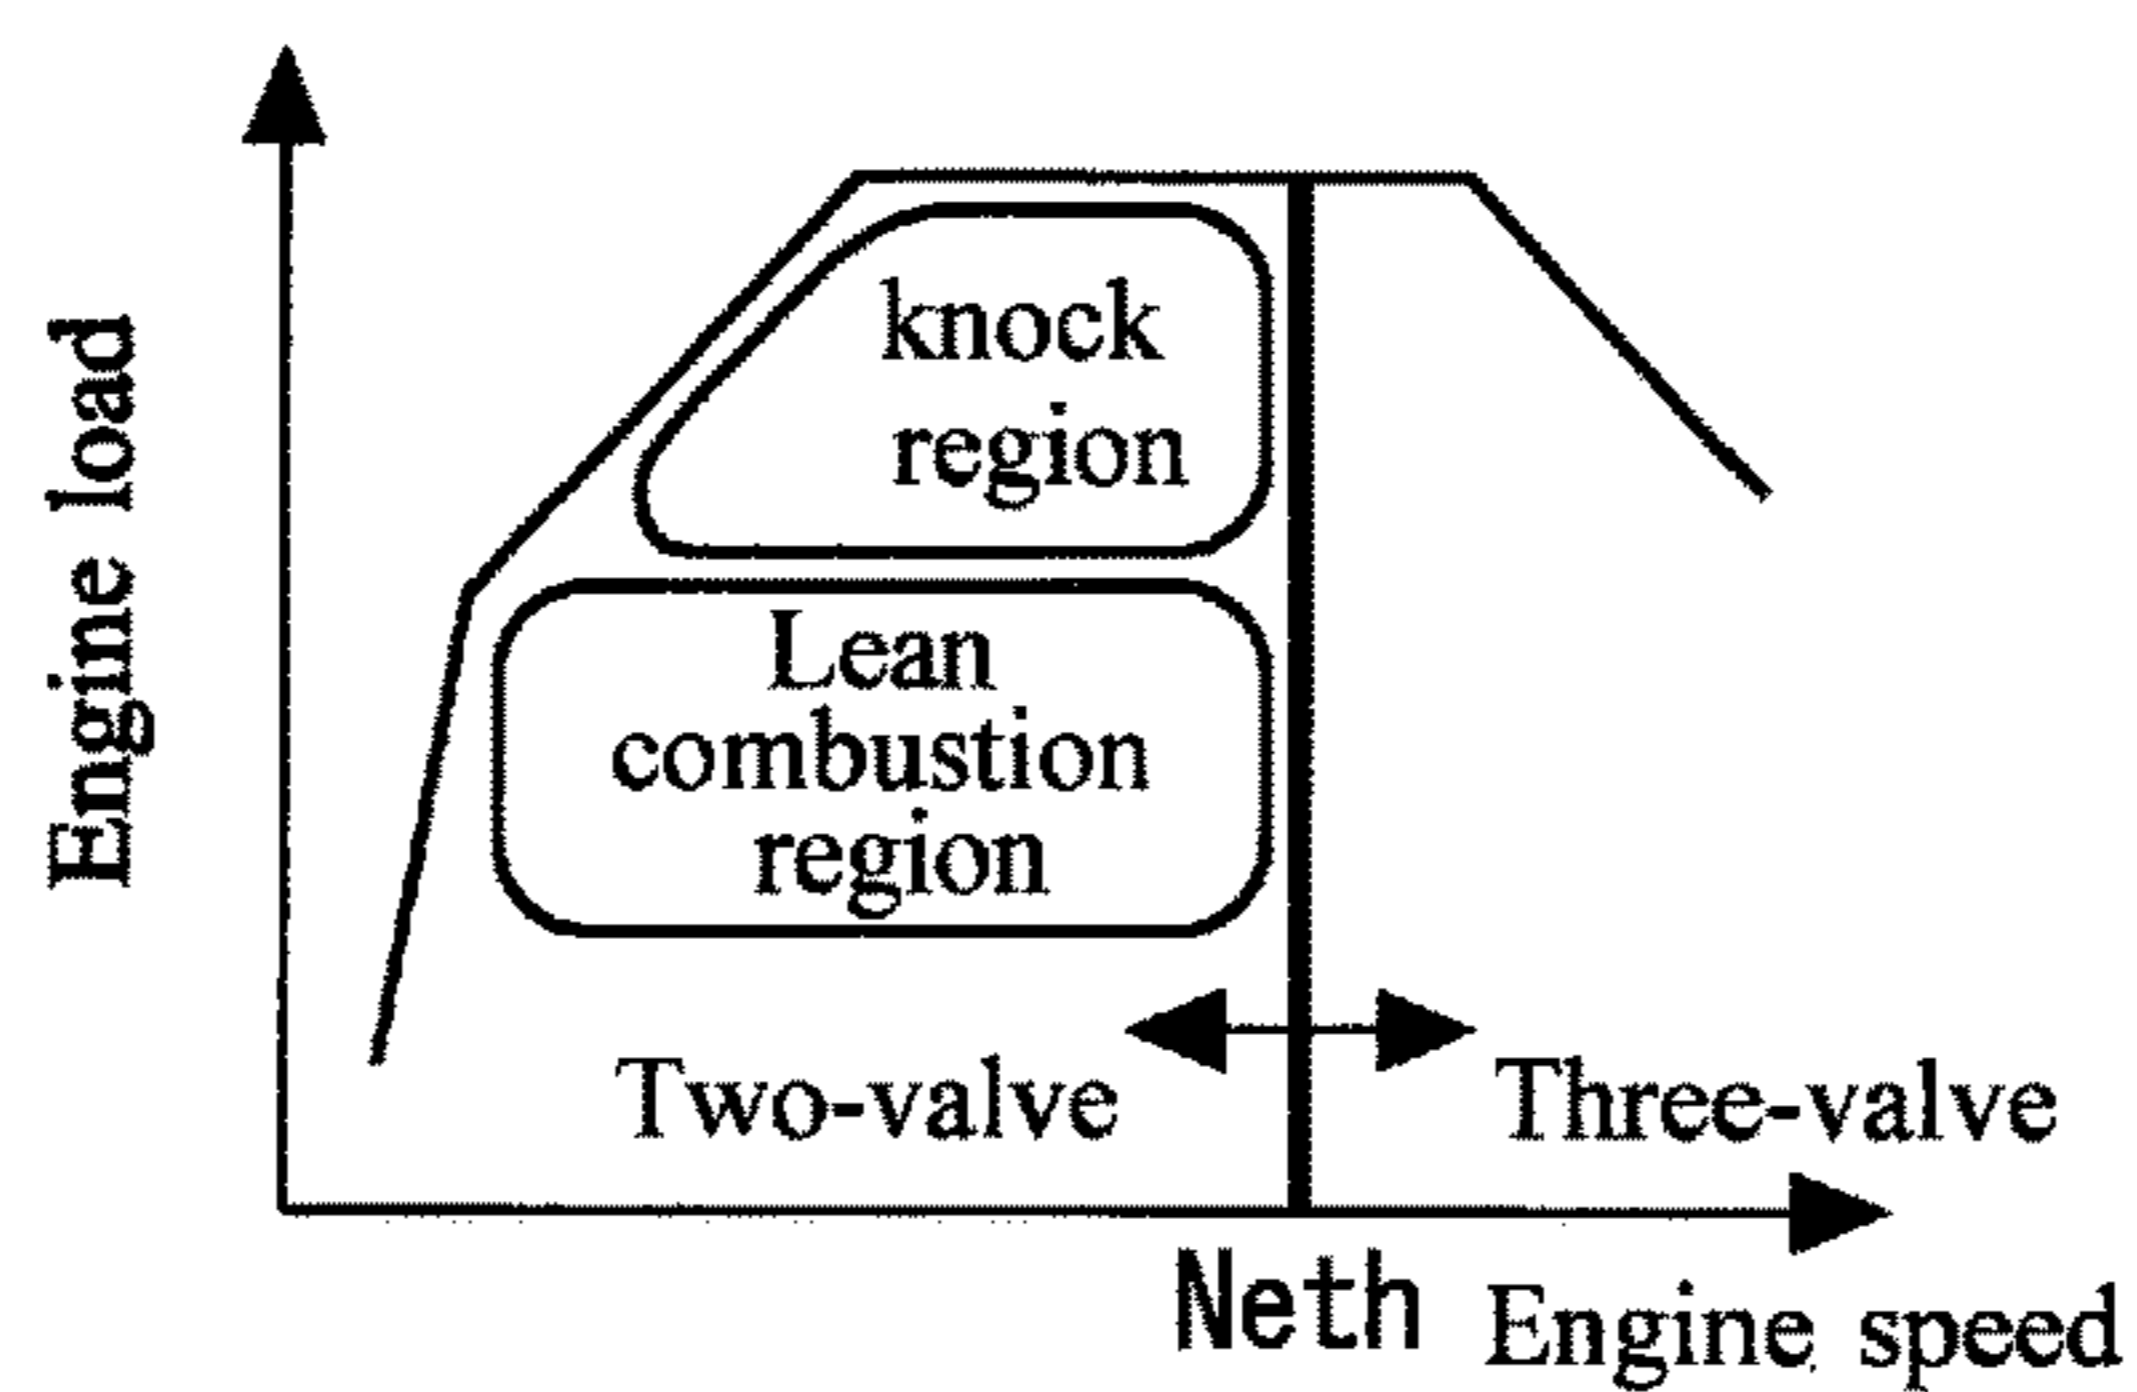 Engine load
knock
region
Lean
combustion
region
Two-valve
Three-valve
Neth
Engine speed